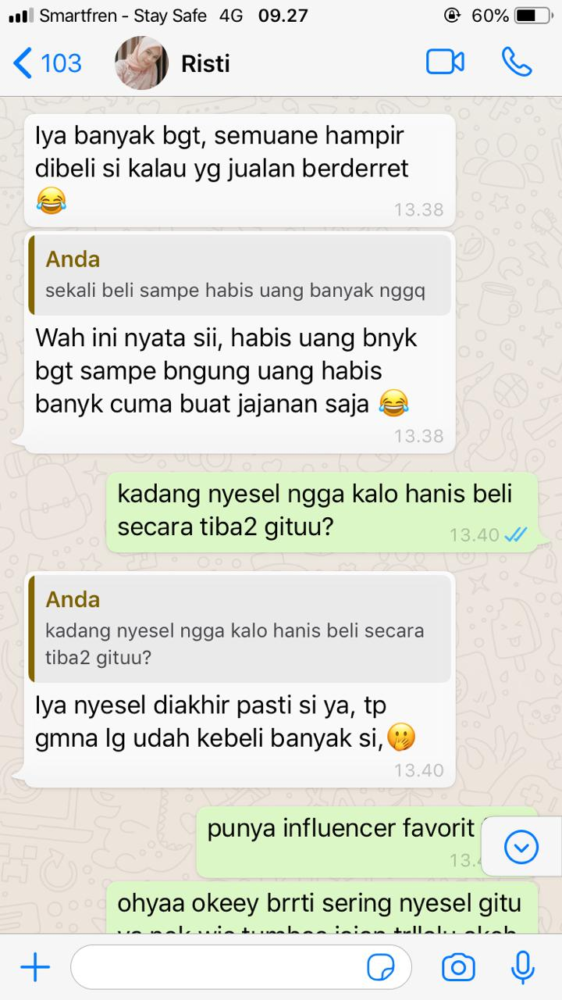 Smartfren - Stay Safe 4G 09.27 60%
103 Risti
Iya banyak bgt, semuane hampir
dibeli si kalau yg jualan berderret
😂
13.38
Anda
sekali beli sampe habis uang banyak nggq
Wah ini nyata sii, habis uang bnyk
bgt sampe bngung uang habis
banyk cuma buat jajanan saja 😂
13.38
kadang nyesel ngga kalo hanis beli
secara tiba2 gituu?
13.40
Anda
kadang nyesel ngga kalo hanis beli secara
tiba2 gituu?
Iya nyesel diakhir pasti si ya, tp
gmna lg udah kebeli banyak si,🤭
13.40
punya influencer favorit
ohyaa okeey brrti sering nyesel gitu